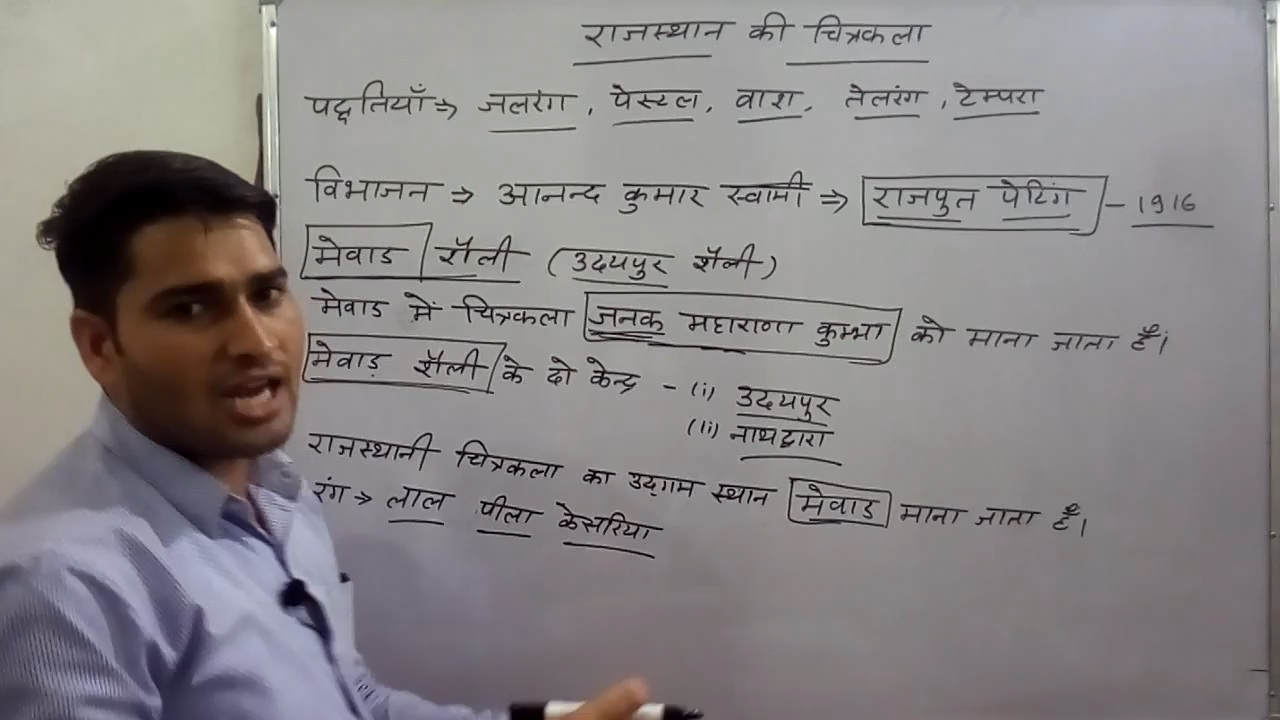 राजस्थान की चित्रकला
पद्धतियाँ ⇒ जलरंग, पेस्टल, वाश, तेलरंग, टेम्परा
विभाजन ⇒ आनन्द कुमार स्वामी ⇒ राजपुत पेटिंग - 1916
मेवाड शैली (उदयपुर शैली)
मेवाड में चित्रकला जनक महाराणा कुम्भा को माना जाता हैं।
मेवाड़ शैली के दो केन्द्र - (i) उदयपुर
(ii) नाथद्वारा
राजस्थानी चित्रकला का उद्गम स्थान मेवाड माना जाता हैं।
रंग → लाल पीला केसरिया